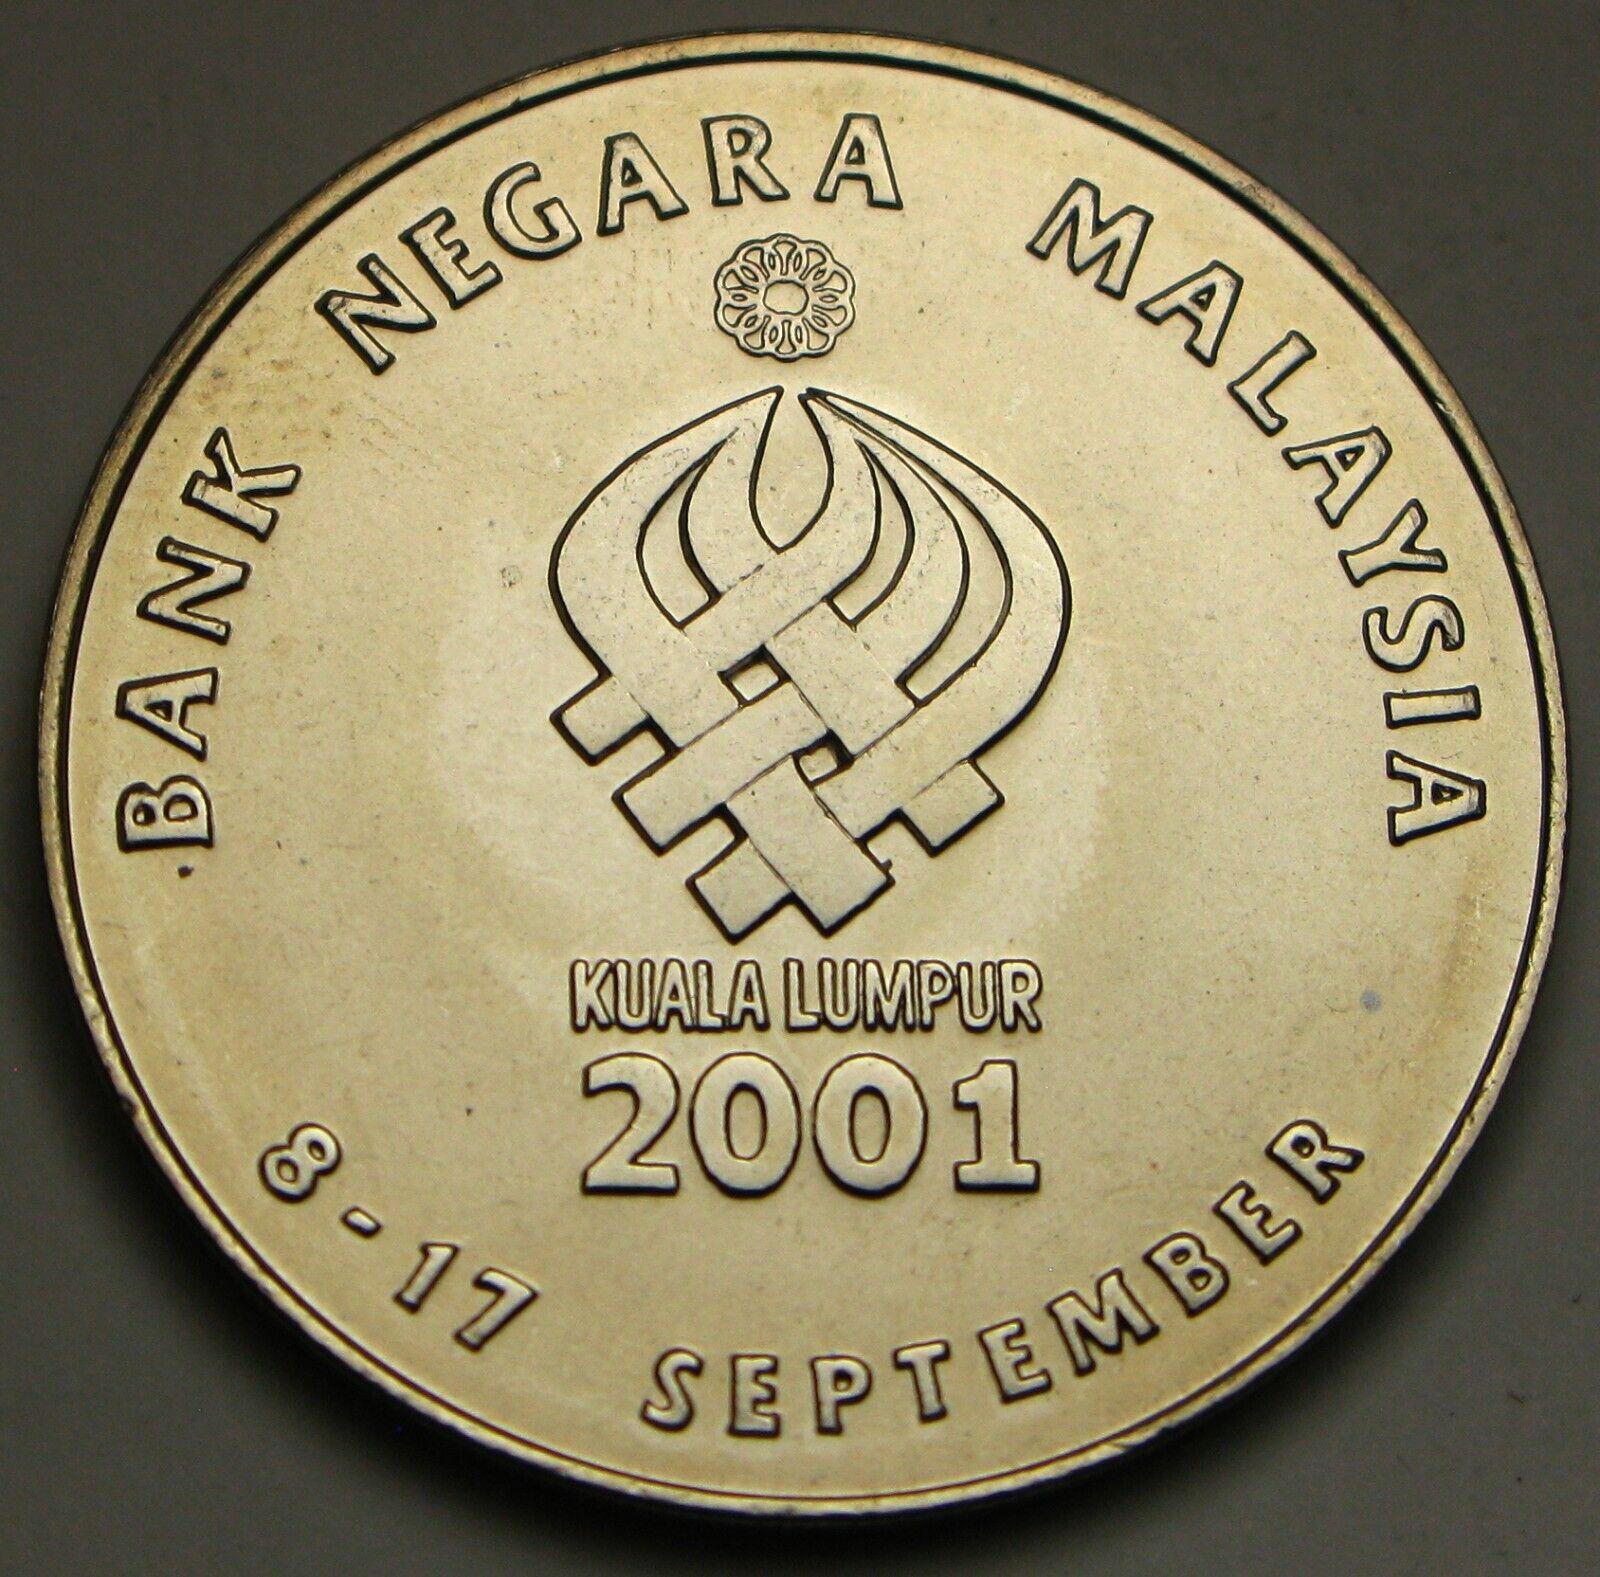 BANK NEGARA MALAYSIA
KUALA LUMPUR
2001
8-17 SEPTEMBER